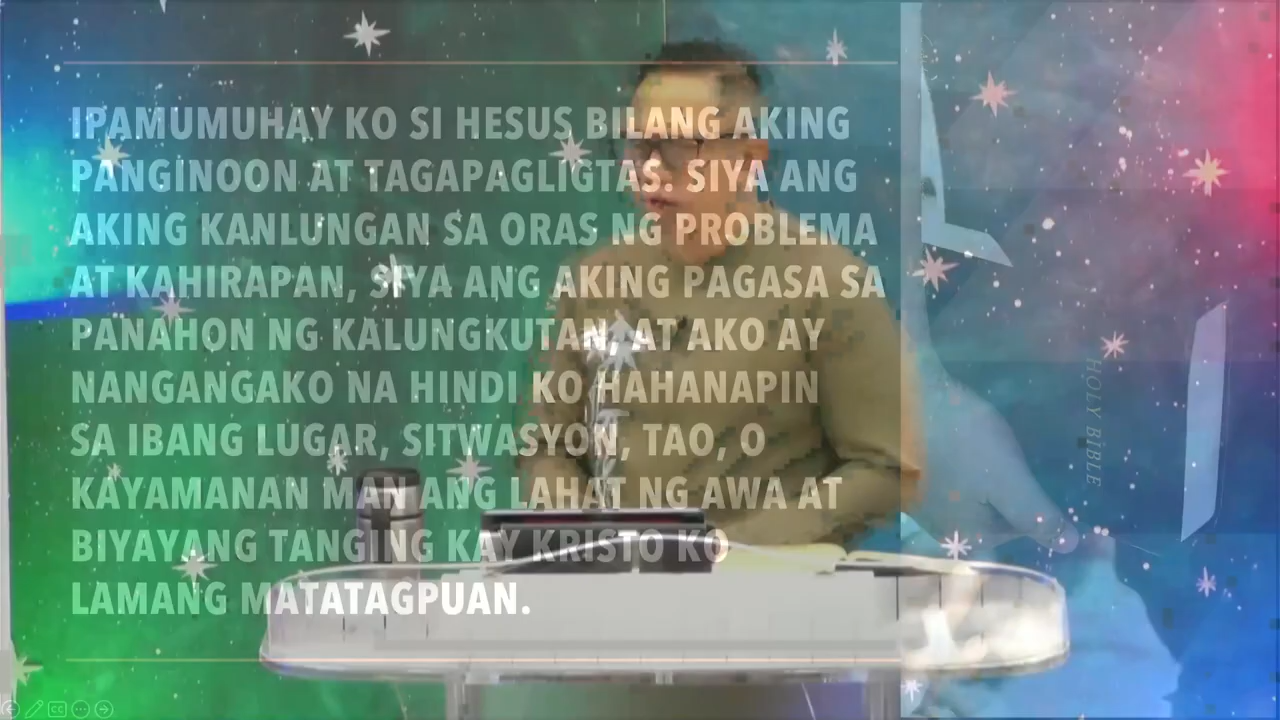 IPAMUMUHAY KO SI HESUS BILANG AKING
PANGINOON AT TAGAPAGLIGTAS. SIYA ANG
AKING KANLUNGAN SA ORAS NG PROBLEMA
AT KAHIRAPAN, SIYA ANG AKING PAGASA SA
PANAHON NG KALUNGKUTAN, AT AKO AY
NANGANGAKO NA HINDI KO HAHANAPIN
SA IBANG LUGAR, SITWASYON, TAO, O
KAYAMANAN MAY ANG LAHAT NG AWA AT
BIYAYANG TANGING KAY KRISTO KO
LAMANG MATATAGPUAN.
HOLY BIBLE
CC